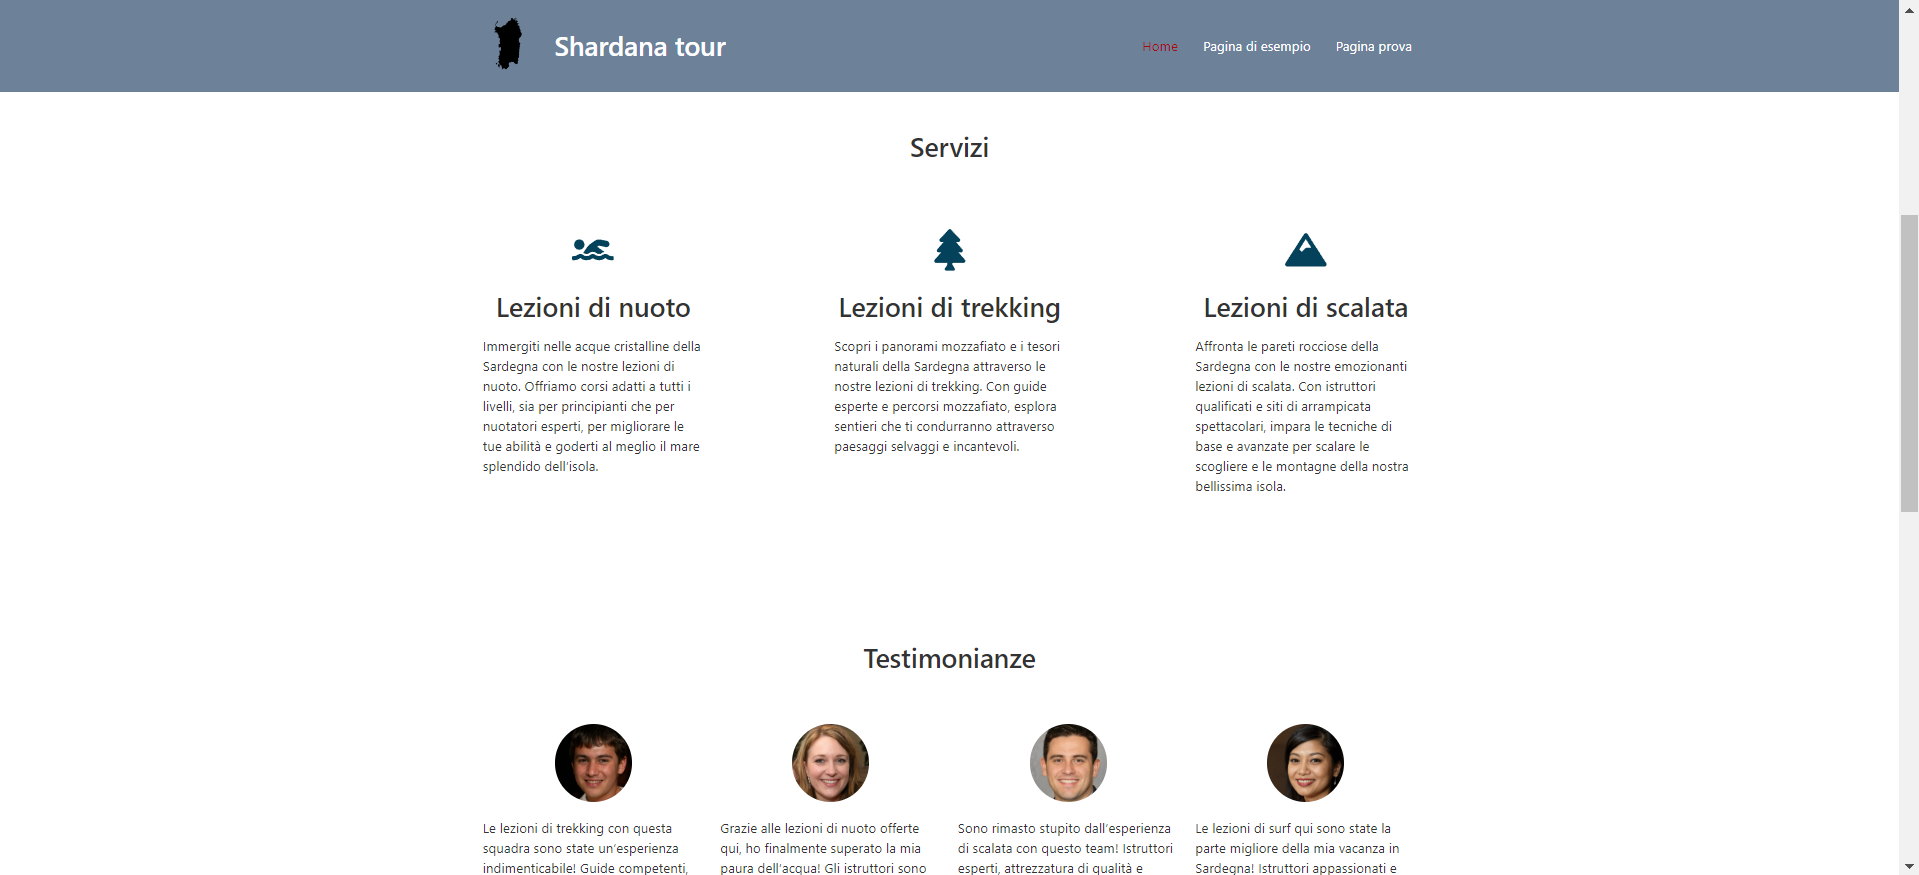 Shardana tour
Home
Pagina di esempio
Pagina prova
Servizi
Lezioni di nuoto
Immergiti nelle acque cristalline della
Sardegna con le nostre lezioni di
nuoto. Offriamo corsi adatti a tutti i
livelli, sia per principianti che per
nuotatori esperti, per migliorare le
tue abilità e goderti al meglio il mare
splendido dell’isola.
Lezioni di trekking
Scopri i panorami mozzafiato e i tesori
naturali della Sardegna attraverso le
nostre lezioni di trekking. Con guide
esperte e percorsi mozzafiato, esplora
sentieri che ti condurranno attraverso
paesaggi selvaggi e incantevoli.
Lezioni di scalata
Affronta le pareti rocciose della
Sardegna con le nostre emozionanti
lezioni di scalata. Con istruttori
qualificati e siti di arrampicata
spettacolari, impara le tecniche di
base e avanzate per scalare le
scogliere e le montagne della nostra
bellissima isola.
Testimonianze
Le lezioni di trekking con questa
squadra sono state un’esperienza
indimenticabile! Guide competenti,
Grazie alle lezioni di nuoto offerte
qui, ho finalmente superato la mia
paura dell’acqua! Gli istruttori sono
Sono rimasto stupito dall’esperienza
di scalata con questo team! Istruttori
esperti, attrezzatura di qualità e
Le lezioni di surf qui sono state la
parte migliore della mia vacanza in
Sardegna! Istruttori appassionati e